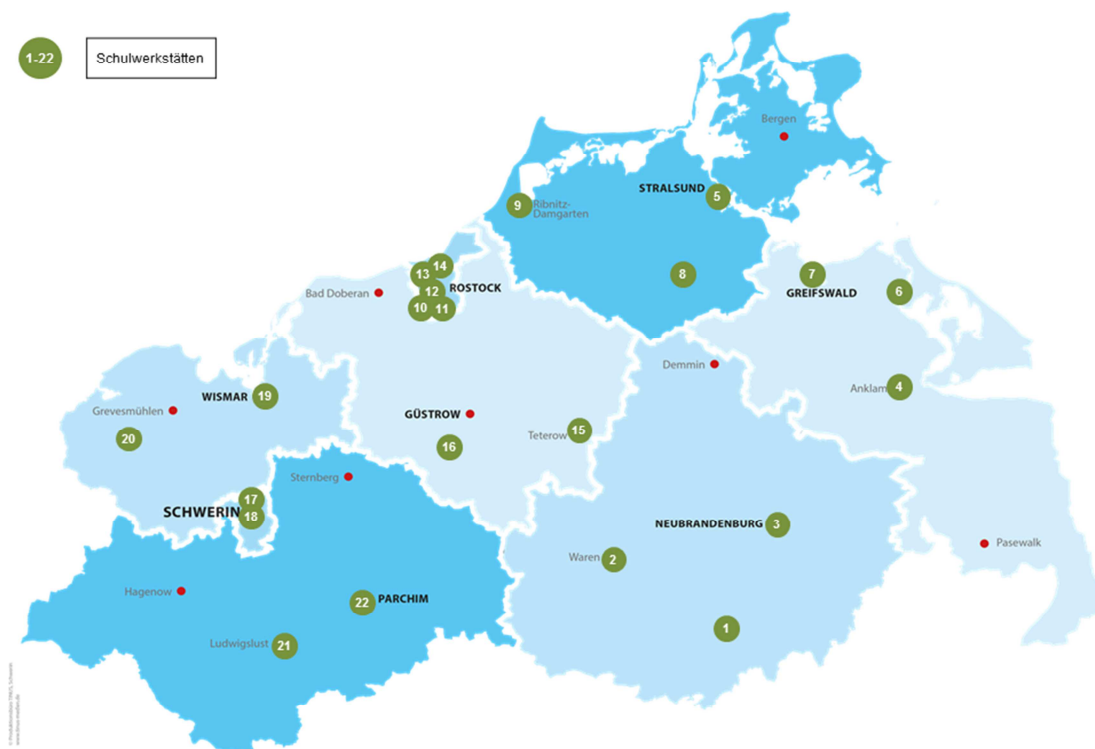 1-22
Schulwerkstätten
Bergen
STRALSUND
5
9
Ribnitz-
Damgarten
14
13
8
7
12
ROSTOCK
GREIFSWALD
6
Bad Doberan
10
11
Demmin
Anklam
4
WISMAR
19
Grevesmühlen
GÜSTROW
20
Teterow
15
16
Sternberg
17
SCHWERIN
18
NEUBRANDENBURG
3
Pasewalk
Waren
2
Hagenow
22
PARCHIM
1
Ludwigslust
21